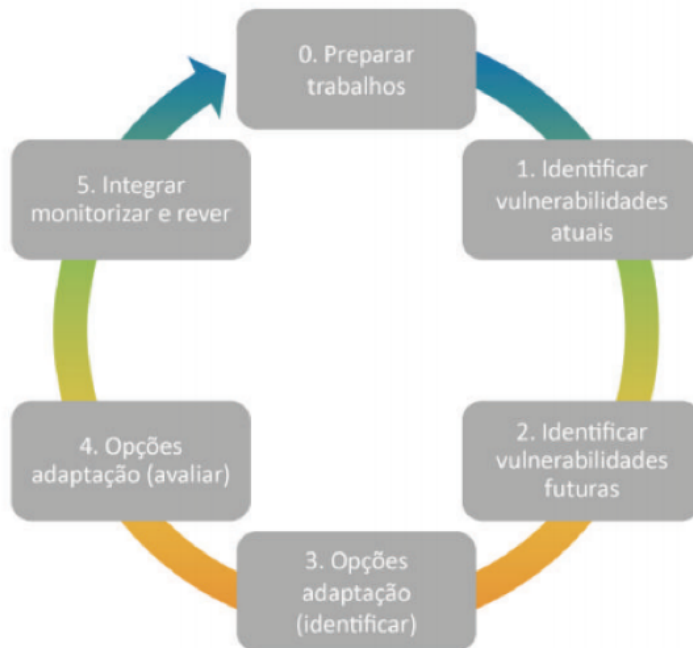 0. Preparar
trabalhos
1. Identificar
vulnerabilidades
atuais
2. Identificar
vulnerabilidades
futuras
3. Opções
adaptação
(identificar)
4. Opções
adaptação (avaliar)
5. Integrar
monitorizar e rever